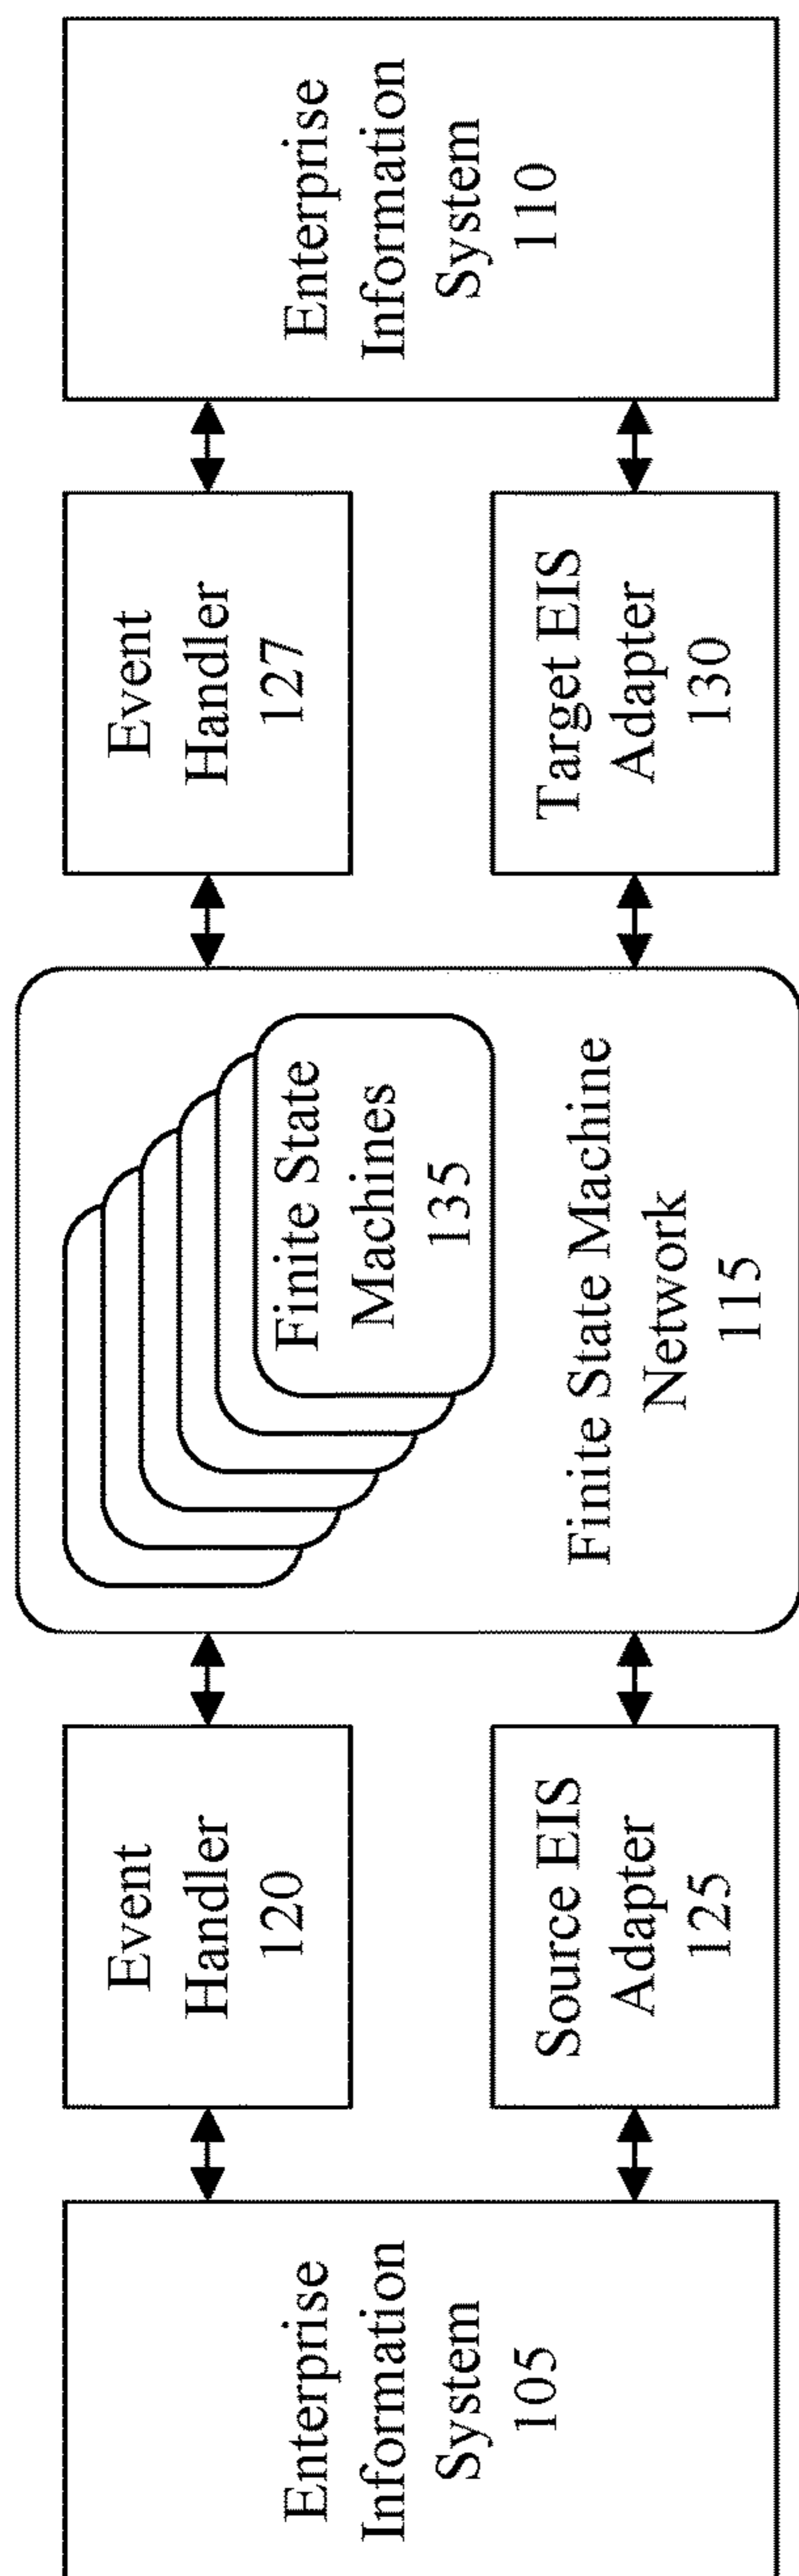 Enterprise
Information
System
105
Event
Handler
120
Source EIS
Adapter
125
Finite State
Machines
135
Finite State Machine
Network
115
Event
Handler
127
Target EIS
Adapter
130
Enterprise
Information
System
110